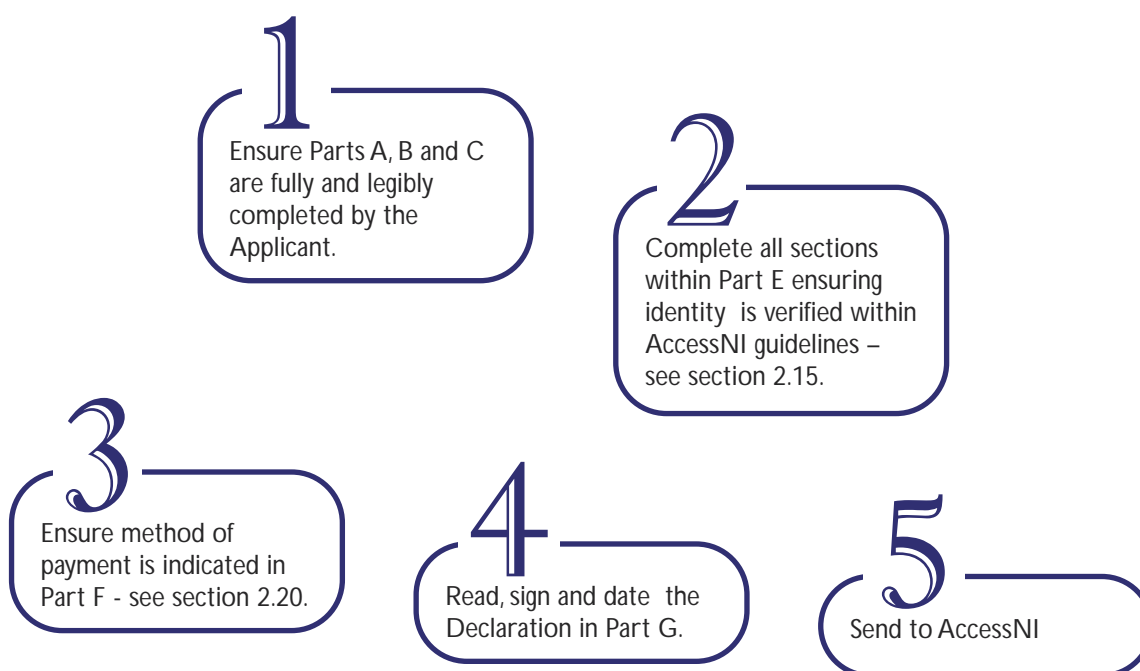 1
Ensure Parts A, B and C
are fully and legibly
completed by the
Applicant.
2
Complete all sections
within Part E ensuring
identity is verified within
AccessNI guidelines –
see section 2.15.
3
Ensure method of
payment is indicated in
Part F - see section 2.20.
4
Read, sign and date the
Declaration in Part G.
5
Send to AccessNI